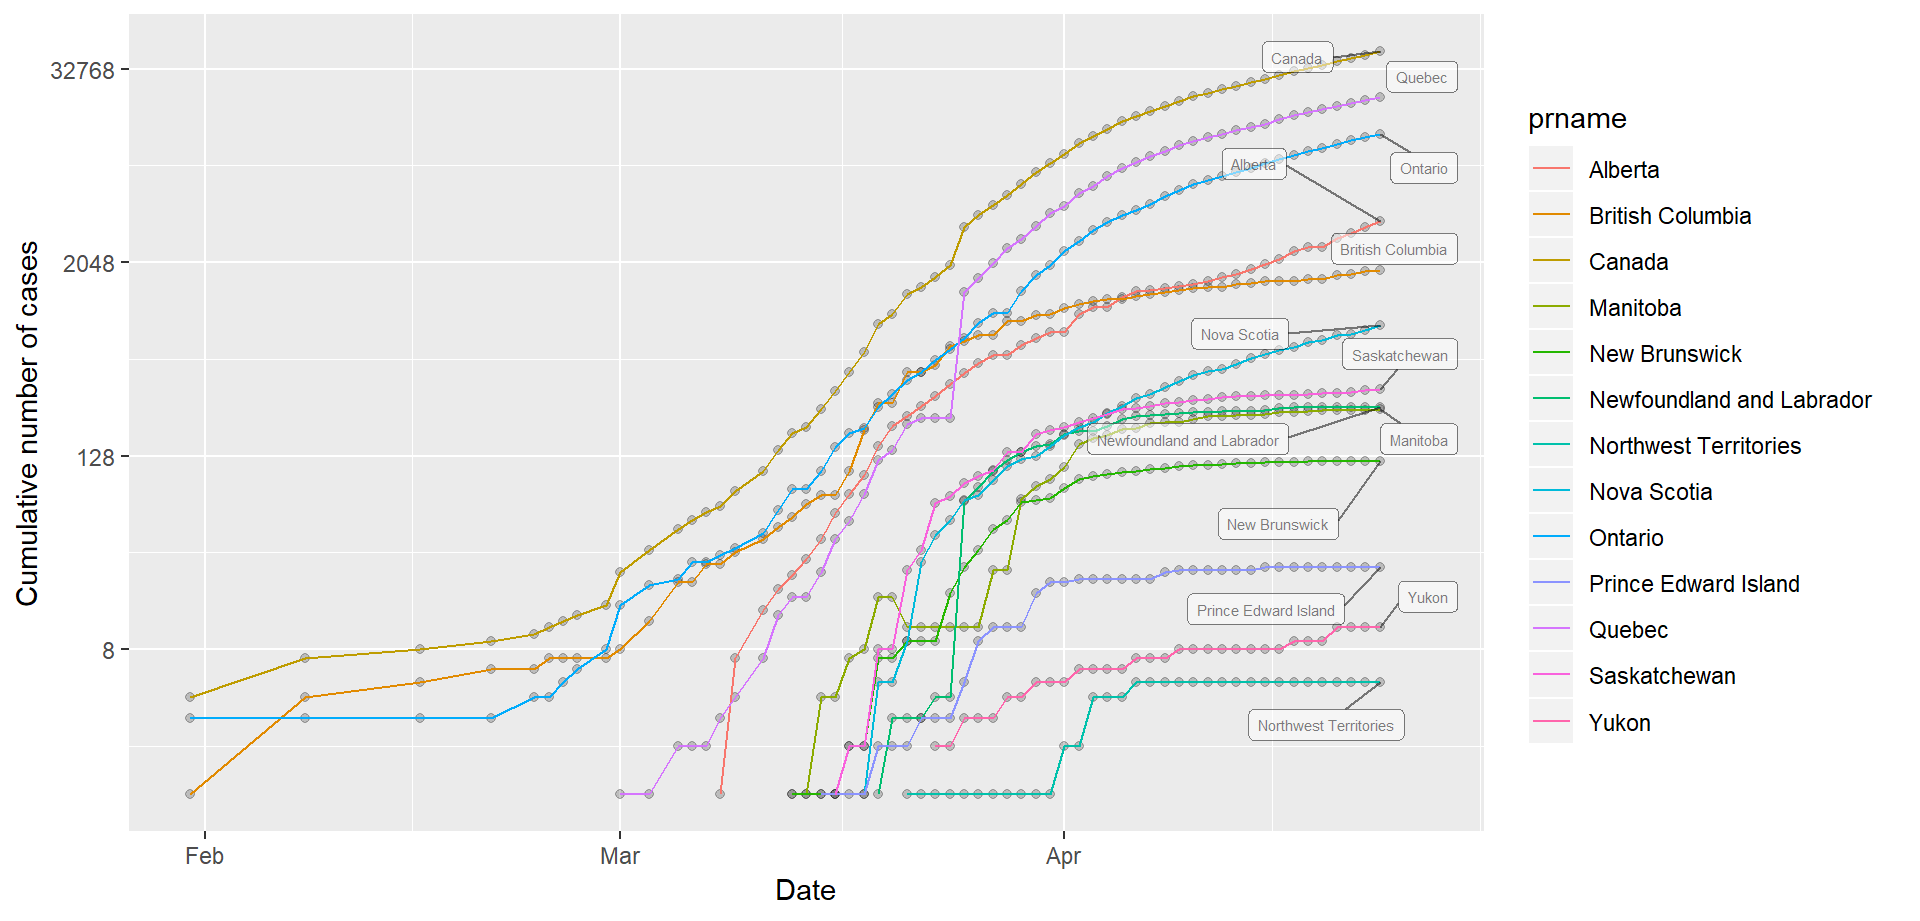 Cumulative number of cases
32768
2048
128
8
Canada
Quebec
Alberta
Ontario
British Columbia
Nova Scotia
Saskatchewan
Newfoundland and Labrador
Manitoba
New Brunswick
Prince Edward Island
Yukon
Northwest Territories
Feb
Mar
Apr
Date
prname
Alberta
British Columbia
Canada
Manitoba
New Brunswick
Newfoundland and Labrador
Northwest Territories
Nova Scotia
Ontario
Prince Edward Island
Quebec
Saskatchewan
Yukon